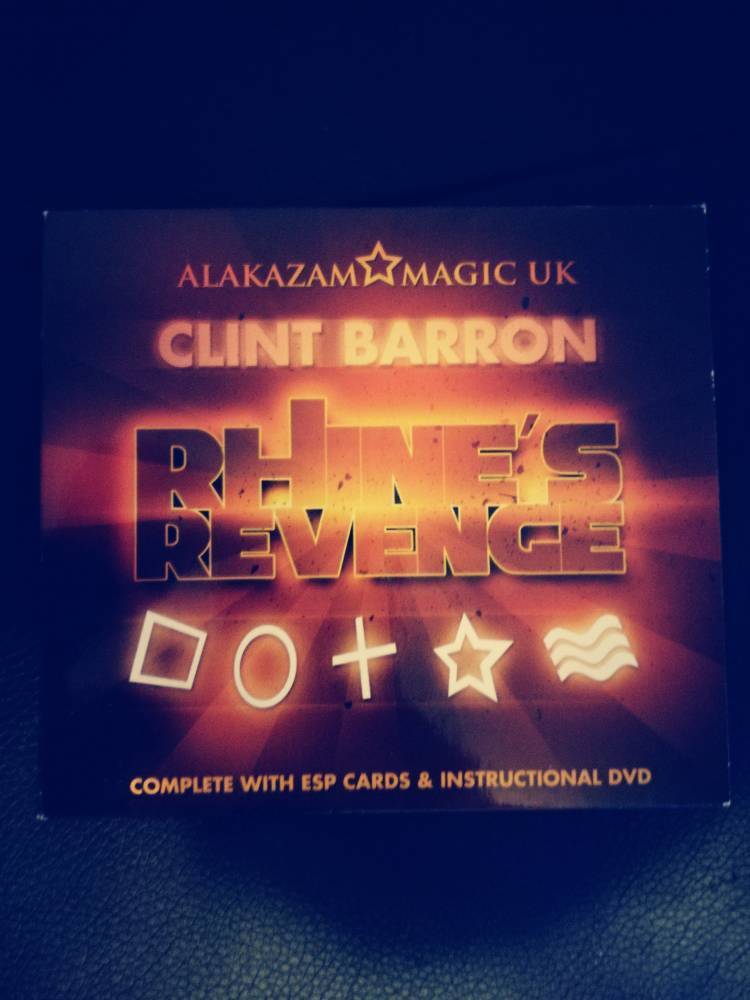 ALAKAZAM MAGIC UK
CLINT BARRON
RHINE'S
REVENGE
COMPLETE WITH ESP CARDS & INSTRUCTIONAL DVD